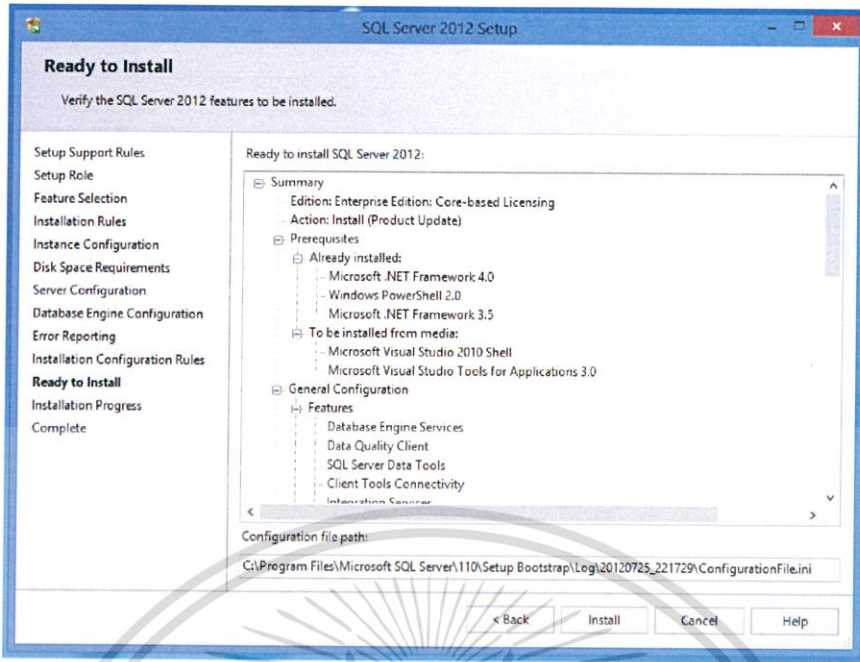 SQL Server 2012 Setup
Ready to Install
Verify the SQL Server 2012 features to be installed.
Setup Support Rules
Setup Role
Feature Selection
Installation Rules
Instance Configuration
Disk Space Requirements
Server Configuration
Database Engine Configuration
Error Reporting
Installation Configuration Rules
Ready to Install
Installation Progress
Complete
Ready to install SQL Server 2012:
Summary
Edition: Enterprise Edition: Core-based Licensing
Action: Install (Product Update)
Prerequisites
Already installed:
Microsoft .NET Framework 4.0
Windows PowerShell 2.0
Microsoft .NET Framework 3.5
To be installed from media:
Microsoft Visual Studio 2010 Shell
Microsoft Visual Studio Tools for Applications 3.0
General Configuration
Features
Database Engine Services
Data Quality Client
SQL Server Data Tools
Client Tools Connectivity
Integration Services
Configuration file path:
C:\Program Files\Microsoft SQL Server\110\Setup Bootstrap\Log\20120725_221729\ConfigurationFile.ini
< Back Install Cancel Help